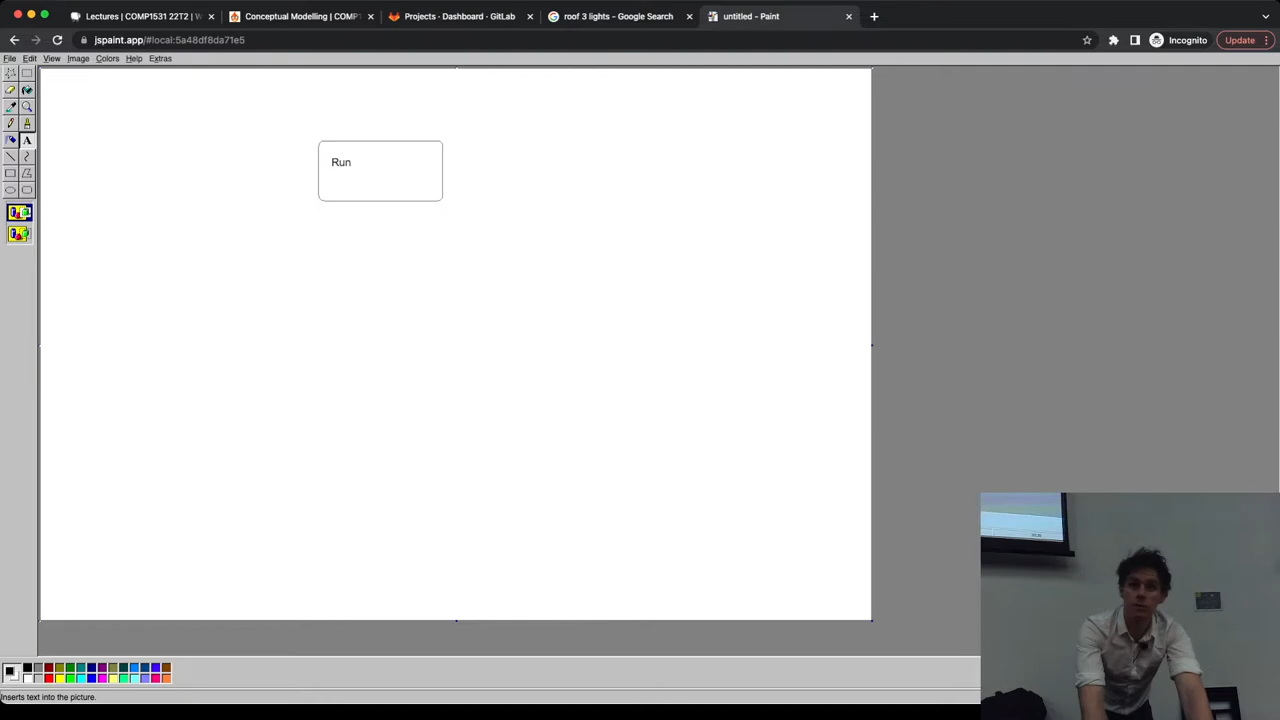 Lectures | COMP1531 22T2 | W
Conceptual Modelling | COMP1
Projects · Dashboard · GitLab
roof 3 lights - Google Search
untitled - Paint
jspaint.app/#local:5a48df8da71e5
Incognito
Update
File Edit View Image Colors Help Extras
A
Run
Inserts text into the picture.